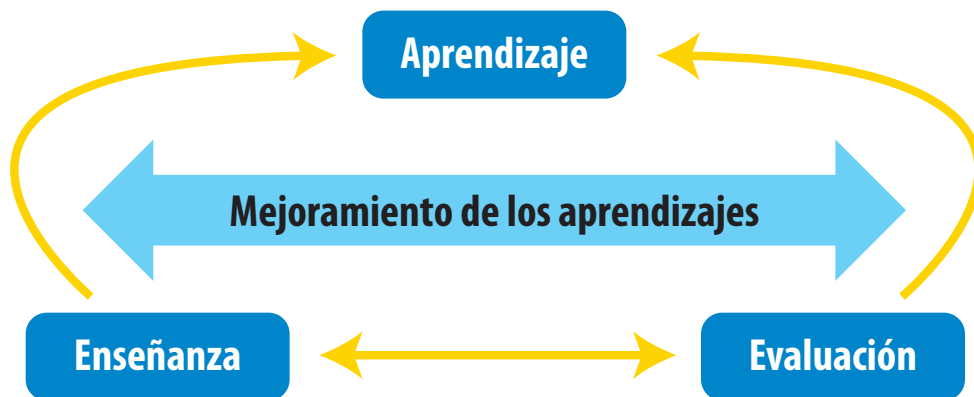 Aprendizaje
Mejoramiento de los aprendizajes
Enseñanza
Evaluación